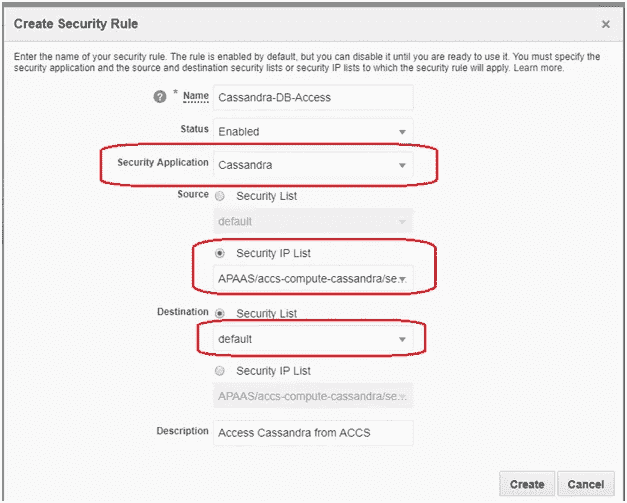 Create Security Rule ×
Enter the name of your security rule. The rule is enabled by default, but you can disable it until you are ready to use it. You must specify the
security application and the source and destination security lists or security IP lists to which the security rule will apply. Learn more.
? * Name Cassandra-DB-Access
Status Enabled
Security Application Cassandra
Source Security List
default
Security IP List
APAAS/accs-compute-cassandra/se...
Destination Security List
default
Security IP List
APAAS/accs-compute-cassandra/se...
Description Access Cassandra from ACCS
Create Cancel